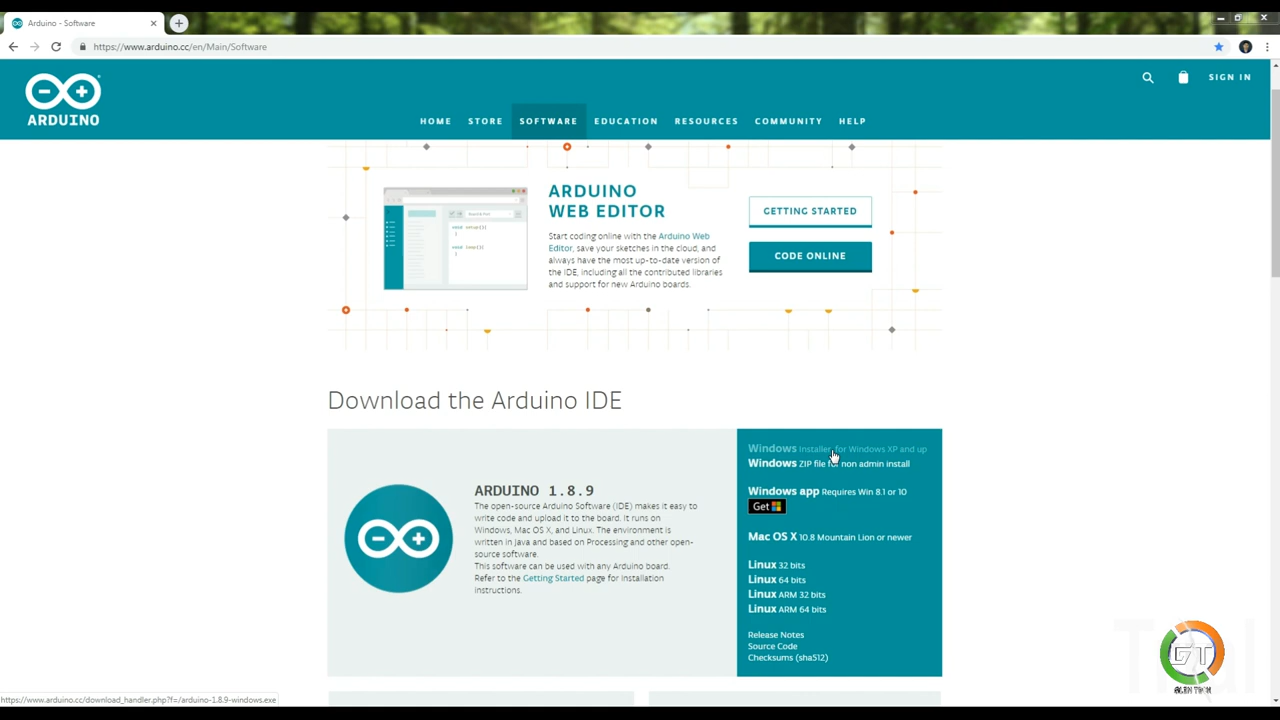 Arduino - Software
https://www.arduino.cc/en/Main/Software
ARDUINO
SIGN IN
HOME
STORE
SOFTWARE
EDUCATION
RESOURCES
COMMUNITY
HELP
ARDUINO
WEB EDITOR
Start coding online with the Arduino Web
Editor, save your sketches in the cloud, and
always have the most up-to-date version of
the IDE, including all the contributed libraries
and support for new Arduino boards.
GETTING STARTED
CODE ONLINE
void setup(){
}
void loop(){
}
Download the Arduino IDE
ARDUINO 1.8.9
The open-source Arduino Software (IDE) makes it easy to
write code and upload it to the board. It runs on
Windows, Mac OS X, and Linux. The environment is
written in Java and based on Processing and other open-
source software.
This software can be used with any Arduino board.
Refer to the Getting Started page for Installation
instructions.
Windows Installer, for Windows XP and up
Windows ZIP file for non admin install
Windows app Requires Win 8.1 or 10
Get
Mac OS X 10.8 Mountain Lion or newer
Linux 32 bits
Linux 64 bits
Linux ARM 32 bits
Linux ARM 64 bits
Release Notes
Source Code
Checksums (sha512)
GT
https://www.arduino.cc/download_handler.php?f=/arduino-1.8.9-windows.exe